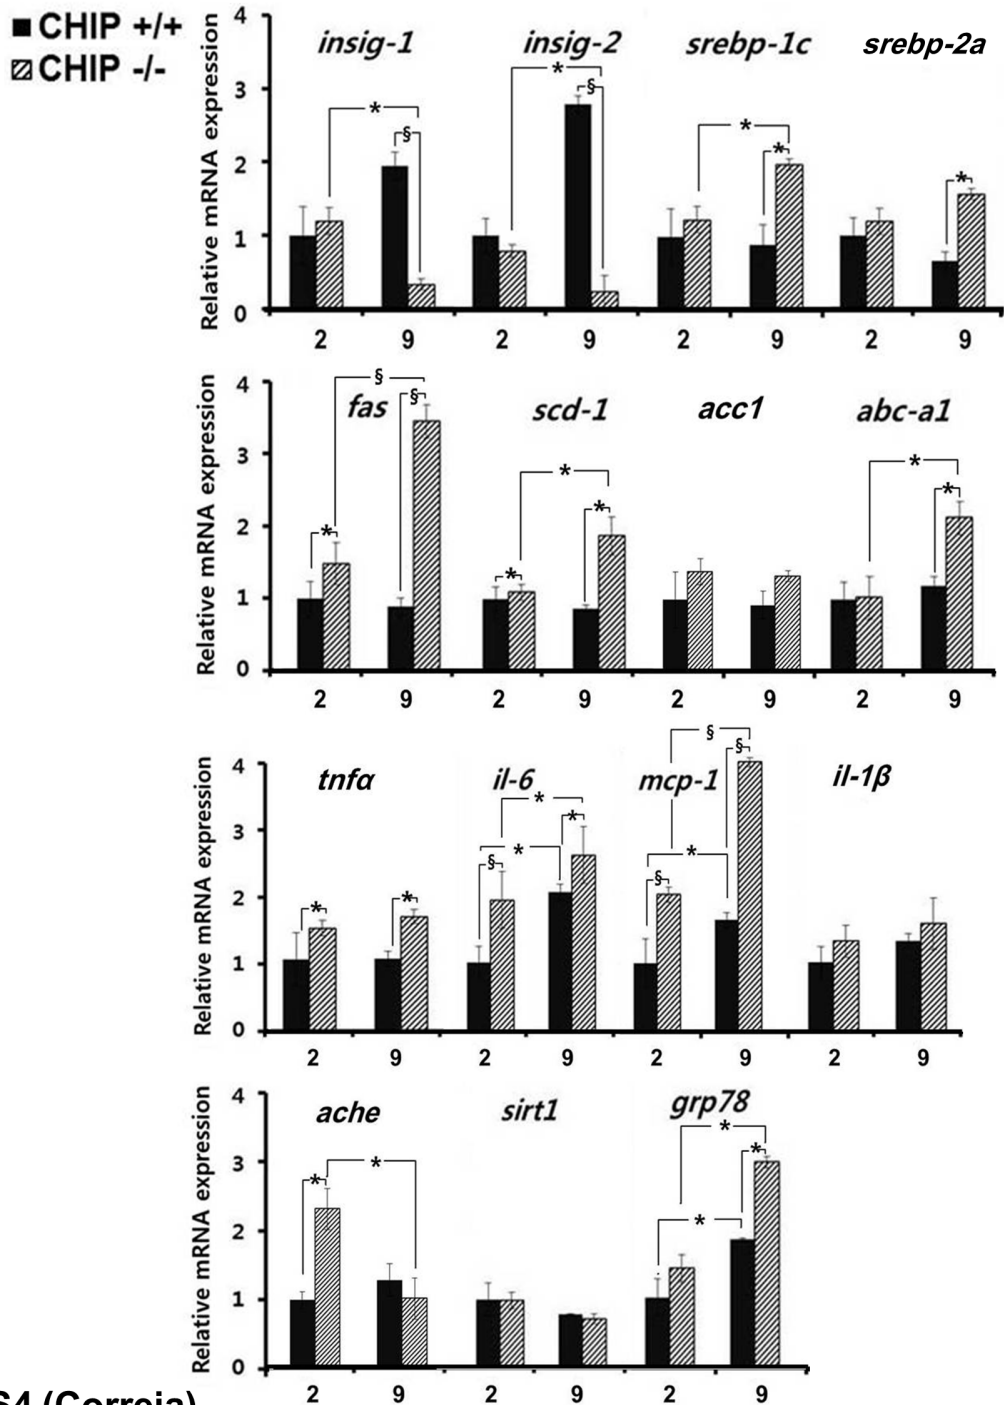 CHIP +/+
CHIP -/-
Relative mRNA expression
4
3
2
1
0
insig-1 insig-2 srebp-1c srebp-2a
* § * § * * *
2 9 2 9 2 9 2 9
Relative mRNA expression
4
3
2
1
0
fas scd-1 acc1 abc-a1
§ § * * * * * *
2 9 2 9 2 9 2 9
Relative mRNA expression
4
3
2
1
0
tnfα il-6 mcp-1 il-1β
* * § * * * § * § §
2 9 2 9 2 9 2 9
Relative mRNA expression
4
3
2
1
0
ache sirt1 grp78
* * * * *
2 9 2 9 2 9
S4 (Correia)